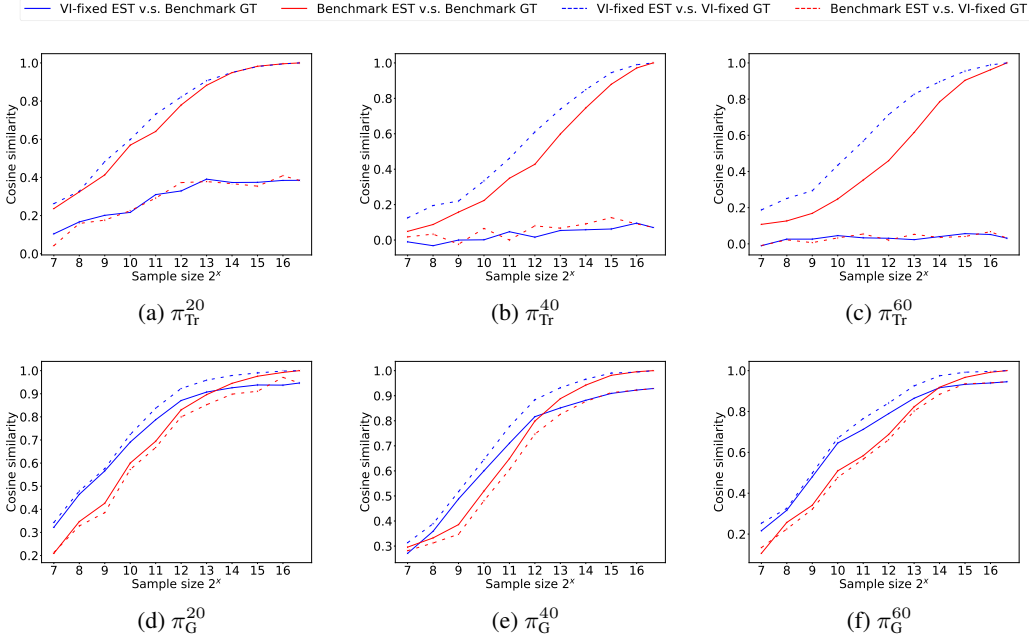 VI-fixed EST v.s. Benchmark GT Benchmark EST v.s. Benchmark GT VI-fixed EST v.s. VI-fixed GT Benchmark EST v.s. VI-fixed GT
Cosine similarity
1.0
0.8
0.6
0.4
0.2
0.0
7 8 9 10 11 12 13 14 15 16
Sample size 2^x
(a) π_Tr^20
Cosine similarity
1.0
0.8
0.6
0.4
0.2
0.0
7 8 9 10 11 12 13 14 15 16
Sample size 2^x
(b) π_Tr^40
Cosine similarity
1.0
0.8
0.6
0.4
0.2
0.0
7 8 9 10 11 12 13 14 15 16
Sample size 2^x
(c) π_Tr^60
Cosine similarity
1.0
0.9
0.8
0.7
0.6
0.5
0.4
0.3
0.2
7 8 9 10 11 12 13 14 15 16
Sample size 2^x
(d) π_G^20
Cosine similarity
1.0
0.9
0.8
0.7
0.6
0.5
0.4
0.3
7 8 9 10 11 12 13 14 15 16
Sample size 2^x
(e) π_G^40
Cosine similarity
1.0
0.8
0.6
0.4
0.2
7 8 9 10 11 12 13 14 15 16
Sample size 2^x
(f) π_G^60